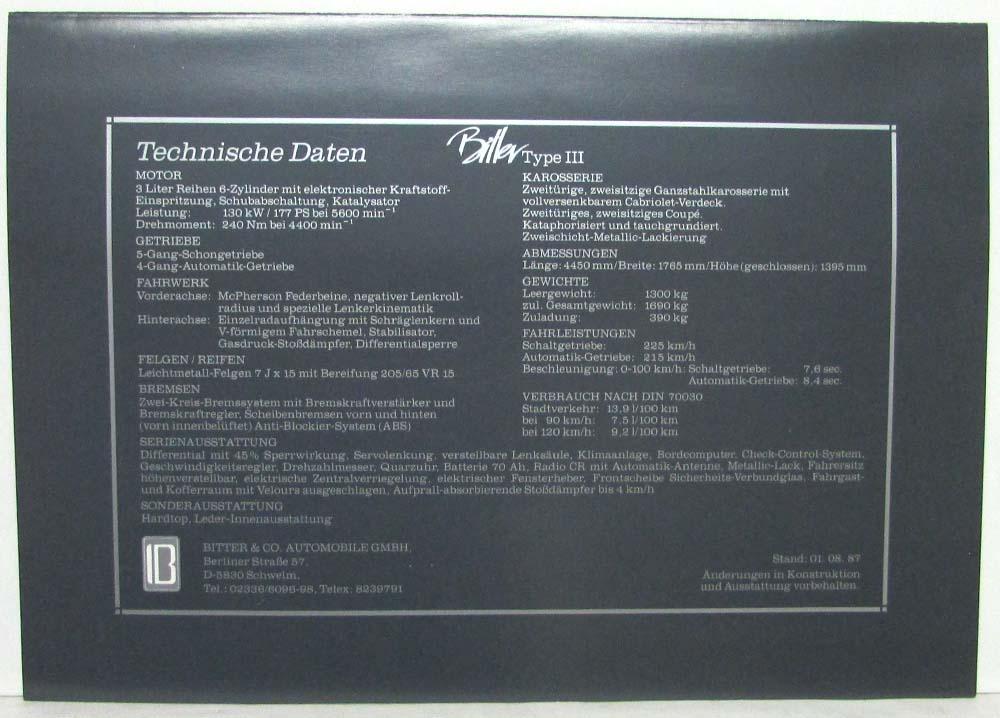 Technische Daten
Bitter Type III
MOTOR
3 Liter Reihen 6-Zylinder mit elektronischer Kraftstoff-
Einspritzung, Schubabschaltung, Katalysator
Leistung: 130 kW / 177 PS bei 5600 min⁻¹
Drehmoment: 240 Nm bei 4400 min⁻¹
GETRIEBE
5-Gang-Schongetriebe
4-Gang-Automatik-Getriebe
FAHRWERK
Vorderachse: McPherson Federbeine, negativer Lenkroll-
radius und spezielle Lenkerkinematik
Hinterachse: Einzelradaufhängung mit Schräglenkern und
V-förmigem Fahrschemel, Stabilisator,
Gasdruck-Stoßdämpfer, Differentialsperre
FELGEN / REIFEN
Leichtmetall-Felgen 7 J x 15 mit Bereifung 205/65 VR 15
BREMSEN
Zwei-Kreis-Bremssystem mit Bremskraftverstärker und
Bremskraftregler, Scheibenbremsen vorn und hinten
(vorn innenbelüftet) Anti-Blockier-System (ABS)
KAROSSERIE
Zweitürige, zweisitzige Ganzstahlkarosserie mit
vollversenkbarem Cabriolet-Verdeck.
Zweitüriges, zweisitziges Coupé.
Kataphorisiert und tauchgrundiert.
Zweischicht-Metallic-Lackierung
ABMESSUNGEN
Länge: 4450 mm/Breite: 1765 mm/Höhe (geschlossen): 1395 mm
GEWICHTE
Leergewicht: 1300 kg
zul. Gesamtgewicht: 1690 kg
Zuladung: 390 kg
FAHRLEISTUNGEN
Schaltgetriebe: 225 km/h
Automatik-Getriebe: 215 km/h
Beschleunigung: 0-100 km/h: Schaltgetriebe: 7,6 sec.
Automatik-Getriebe: 8,4 sec.
VERBRAUCH NACH DIN 70030
Stadtverkehr: 13,9 l/100 km
bei 90 km/h: 7,5 l/100 km
bei 120 km/h: 9,2 l/100 km
SERIENAUSSTATTUNG
Differential mit 45% Sperrwirkung, Servolenkung, verstellbare Lenksäule, Klimaanlage, Bordcomputer, Check-Control-System,
Geschwindigkeitsregler, Drehzahlmesser, Quarzuhr, Batterie 70 Ah, Radio CR mit Automatik-Antenne, Metallic-Lack, Fahrersitz
höhenverstellbar, elektrische Zentralverriegelung, elektrischer Fensterheber, Frontscheibe Sicherheits-Verbundglas, Fahrgast-
und Kofferraum mit Velours ausgeschlagen, Aufprall-absorbierende Stoßdämpfer bis 4 km/h
SONDERAUSSTATTUNG
Hardtop, Leder-Innenausstattung
B
BITTER & CO. AUTOMOBILE GMBH,
Berliner Straße 57,
D-5830 Schwelm,
Tel.: 02336/6096-98, Telex: 8239791
Stand: 01. 08. 87
Änderungen in Konstruktion
und Ausstattung vorbehalten.